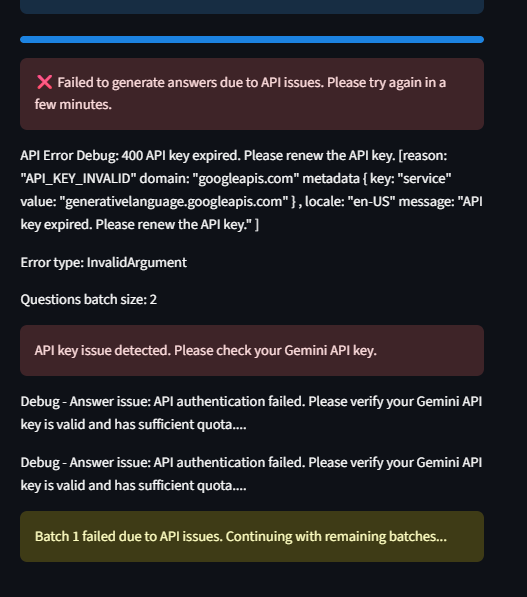 ❌ Failed to generate answers due to API issues. Please try again in a
few minutes.
API Error Debug: 400 API key expired. Please renew the API key. [reason:
"API_KEY_INVALID" domain: "googleapis.com" metadata { key: "service"
value: "generativelanguage.googleapis.com" } , locale: "en-US" message: "API
key expired. Please renew the API key." ]
Error type: InvalidArgument
Questions batch size: 2
API key issue detected. Please check your Gemini API key.
Debug - Answer issue: API authentication failed. Please verify your Gemini API
key is valid and has sufficient quota....
Debug - Answer issue: API authentication failed. Please verify your Gemini API
key is valid and has sufficient quota....
Batch 1 failed due to API issues. Continuing with remaining batches...